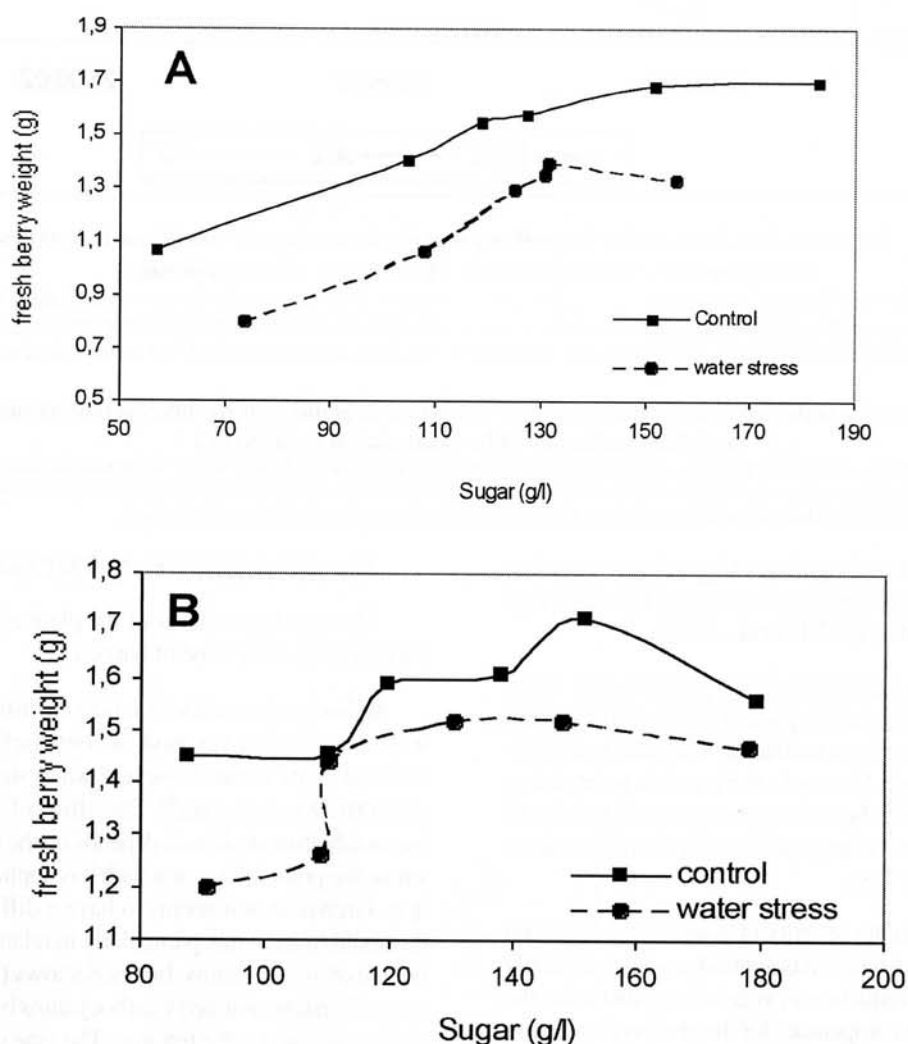 A
fresh berry weight (g)
1,9
1,7
1,5
1,3
1,1
0,9
0,7
0,5
50 70 90 110 130 150 170 190
Control
water stress
Sugar (g/l)
B
fresh berry weight (g)
1,8
1,7
1,6
1,5
1,4
1,3
1,2
1,1
80 100 120 140 160 180 200
control
water stress
Sugar (g/l)